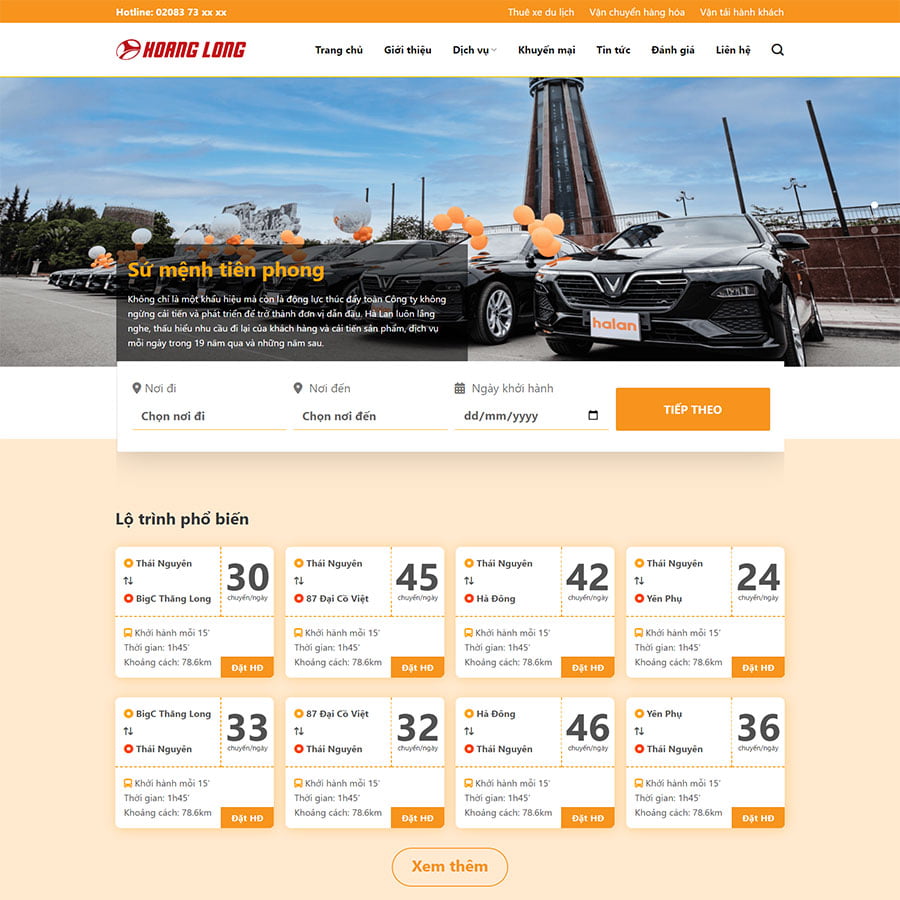 Hotline: 02083 73 xx xx
Thuê xe du lịch Vận chuyển hàng hóa Vận tải hành khách
HOANG LONG
Trang chủ Giới thiệu Dịch vụ Khuyến mại Tin tức Đánh giá Liên hệ
halan
Sứ mệnh tiên phong
Không chỉ là một khẩu hiệu mà còn là động lực thúc đẩy toàn Công ty không
ngừng cải tiến và phát triển để trở thành đơn vị dẫn đầu. Hà Lan luôn lắng
nghe, thấu hiểu nhu cầu đi lại của khách hàng và cải tiến sản phẩm, dịch vụ
mỗi ngày trong 19 năm qua và những năm sau.
Nơi đi
Chọn nơi đi
Nơi đến
Chọn nơi đến
Ngày khởi hành
dd/mm/yyyy
TIẾP THEO
Lộ trình phổ biến
Thái Nguyên
BigC Thăng Long
30
chuyến/ngày
Khởi hành mỗi 15'
Thời gian: 1h45'
Khoảng cách: 78.6km
Đặt HĐ
Thái Nguyên
87 Đại Cồ Việt
45
chuyến/ngày
Khởi hành mỗi 15'
Thời gian: 1h45'
Khoảng cách: 78.6km
Đặt HĐ
Thái Nguyên
Hà Đông
42
chuyến/ngày
Khởi hành mỗi 15'
Thời gian: 1h45'
Khoảng cách: 78.6km
Đặt HĐ
Thái Nguyên
Yên Phụ
24
chuyến/ngày
Khởi hành mỗi 15'
Thời gian: 1h45'
Khoảng cách: 78.6km
Đặt HĐ
BigC Thăng Long
Thái Nguyên
33
chuyến/ngày
Khởi hành mỗi 15'
Thời gian: 1h45'
Khoảng cách: 78.6km
Đặt HĐ
87 Đại Cồ Việt
Thái Nguyên
32
chuyến/ngày
Khởi hành mỗi 15'
Thời gian: 1h45'
Khoảng cách: 78.6km
Đặt HĐ
Hà Đông
Thái Nguyên
46
chuyến/ngày
Khởi hành mỗi 15'
Thời gian: 1h45'
Khoảng cách: 78.6km
Đặt HĐ
Yên Phụ
Thái Nguyên
36
chuyến/ngày
Khởi hành mỗi 15'
Thời gian: 1h45'
Khoảng cách: 78.6km
Đặt HĐ
Xem thêm